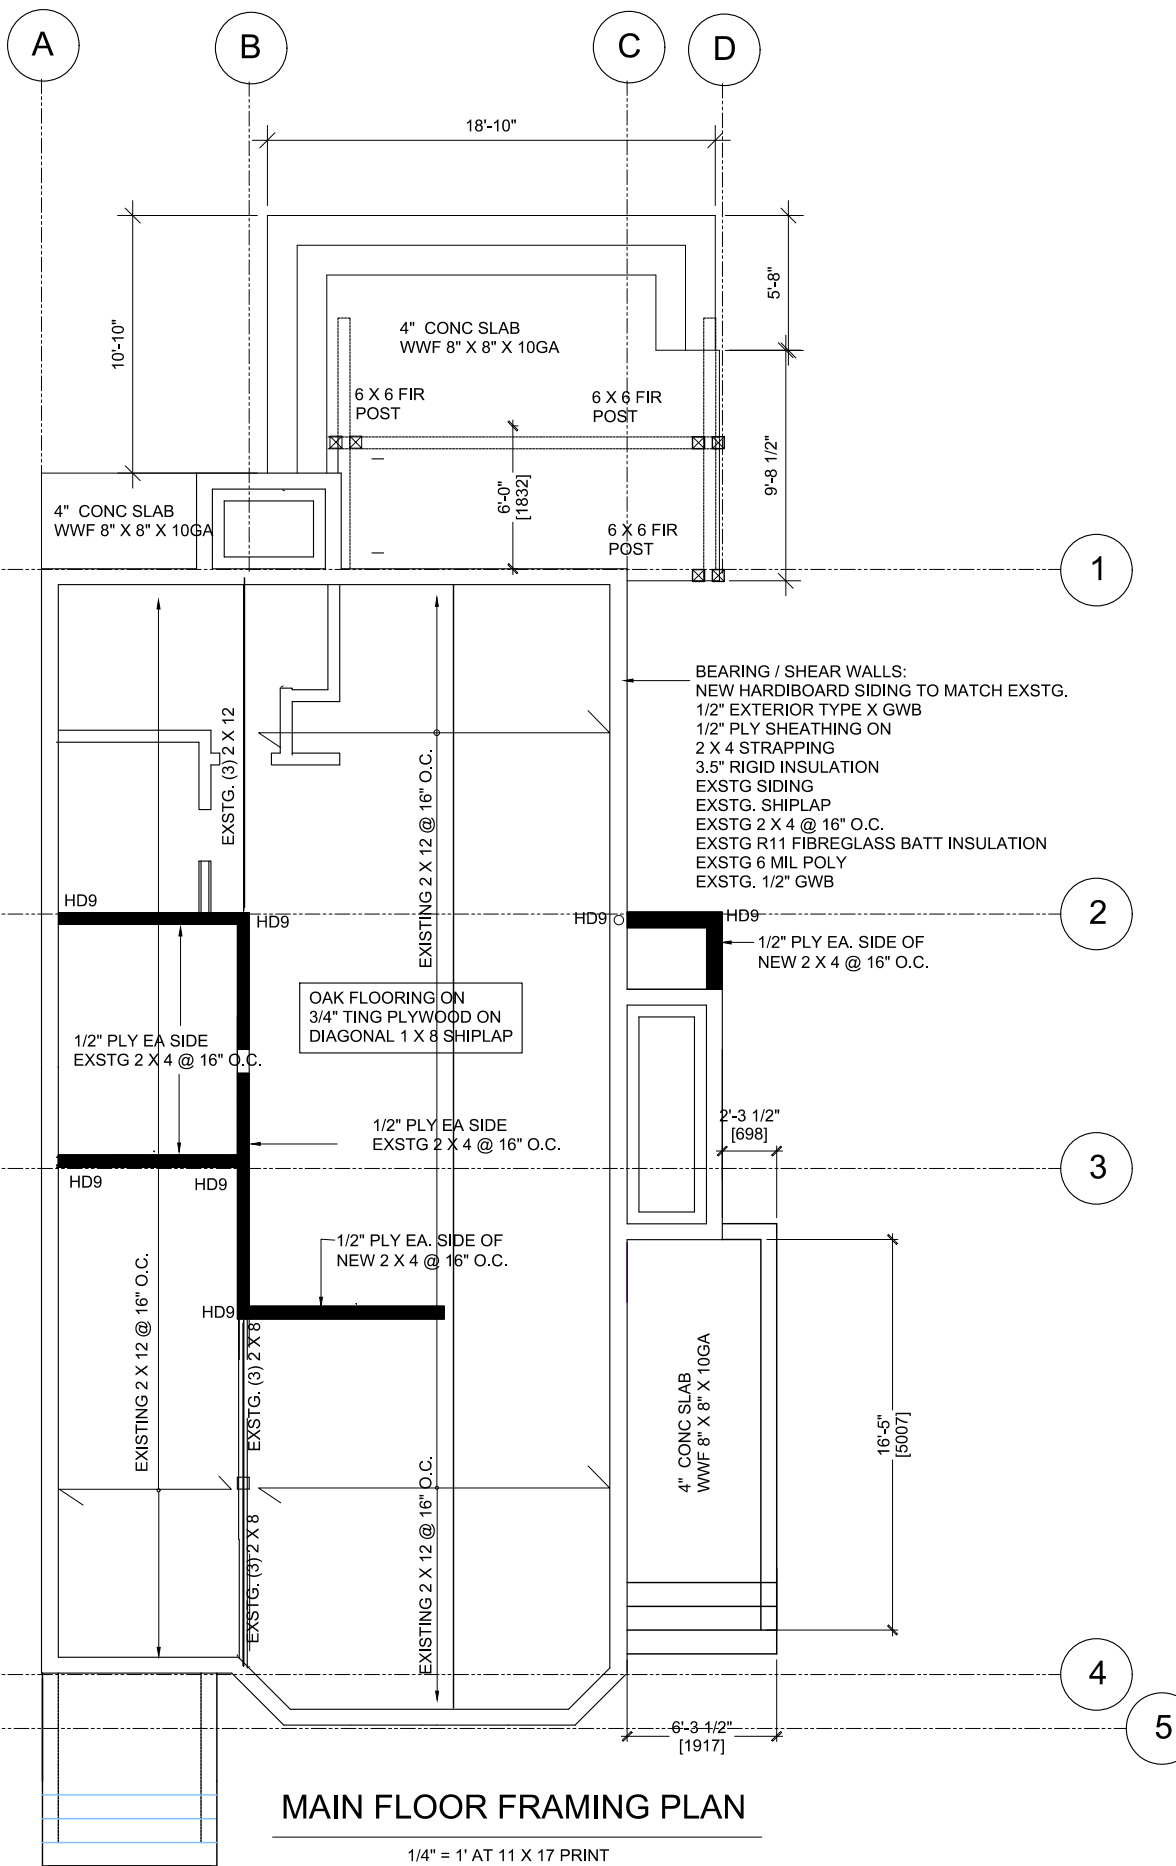 A
B
C
D
18'-10"
10'-10"
5'-8"
4" CONC SLAB
WWF 8" X 8" X 10GA
6 X 6 FIR
POST
6 X 6 FIR
POST
9'-8 1/2"
6'-0"
[1832]
4" CONC SLAB
WWF 8" X 8" X 10GA
6 X 6 FIR
POST
1
BEARING / SHEAR WALLS:
NEW HARDIBOARD SIDING TO MATCH EXSTG.
1/2" EXTERIOR TYPE X GWB
1/2" PLY SHEATHING ON
2 X 4 STRAPPING
3.5" RIGID INSULATION
EXSTG SIDING
EXSTG. SHIPLAP
EXSTG 2 X 4 @ 16" O.C.
EXSTG R11 FIBREGLASS BATT INSULATION
EXSTG 6 MIL POLY
EXSTG. 1/2" GWB
EXSTG. (3) 2 X 12
EXISTING 2 X 12 @ 16" O.C.
HD9
HD9
HD9
HD9
2
1/2" PLY EA. SIDE OF
NEW 2 X 4 @ 16" O.C.
OAK FLOORING ON
3/4" TING PLYWOOD ON
DIAGONAL 1 X 8 SHIPLAP
1/2" PLY EA SIDE
EXSTG 2 X 4 @ 16" O.C.
1/2" PLY EA SIDE
EXSTG 2 X 4 @ 16" O.C.
2'-3 1/2"
[698]
3
HD9
HD9
1/2" PLY EA. SIDE OF
NEW 2 X 4 @ 16" O.C.
HD9
EXISTING 2 X 12 @ 16" O.C.
EXSTG. (3) 2 X 8
4" CONC SLAB
WWF 8" X 8" X 10GA
16'-5"
[5007]
EXSTG. (3) 2 X 8
EXISTING 2 X 12 @ 16" O.C.
4
5
6'-3 1/2"
[1917]
MAIN FLOOR FRAMING PLAN
1/4" = 1' AT 11 X 17 PRINT